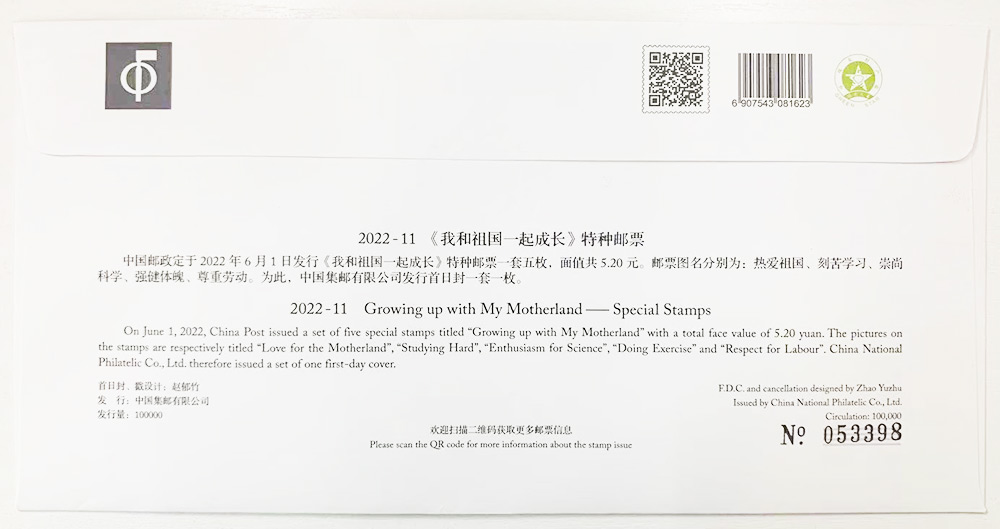 6 907543 081623
2022-11 《我和祖国一起成长》特种邮票
中国邮政定于 2022 年 6 月 1 日发行《我和祖国一起成长》特种邮票一套五枚，面值共 5.20 元。邮票图名分别为：热爱祖国、刻苦学习、崇尚
科学、强健体魄、尊重劳动。为此，中国集邮有限公司发行首日封一套一枚。
2022-11 Growing up with My Motherland —— Special Stamps
On June 1, 2022, China Post issued a set of five special stamps titled “Growing up with My Motherland” with a total face value of 5.20 yuan. The pictures on
the stamps are respectively titled “Love for the Motherland”, “Studying Hard”, “Enthusiasm for Science”, “Doing Exercise” and “Respect for Labour”. China National
Philatelic Co., Ltd. therefore issued a set of one first-day cover.
首日封、戳设计：赵郁竹
发 行：中国集邮有限公司
发行量：100000
F.D.C. and cancellation designed by Zhao Yuzhu
Issued by China National Philatelic Co., Ltd.
Circulation: 100,000
№ 053398
欢迎扫描二维码获取更多邮票信息
Please scan the QR code for more information about the stamp issue